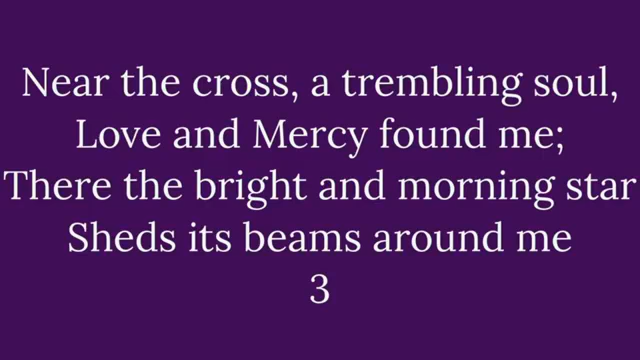 Near the cross, a trembling soul,
Love and Mercy found me;
There the bright and morning star
Sheds its beams around me
3